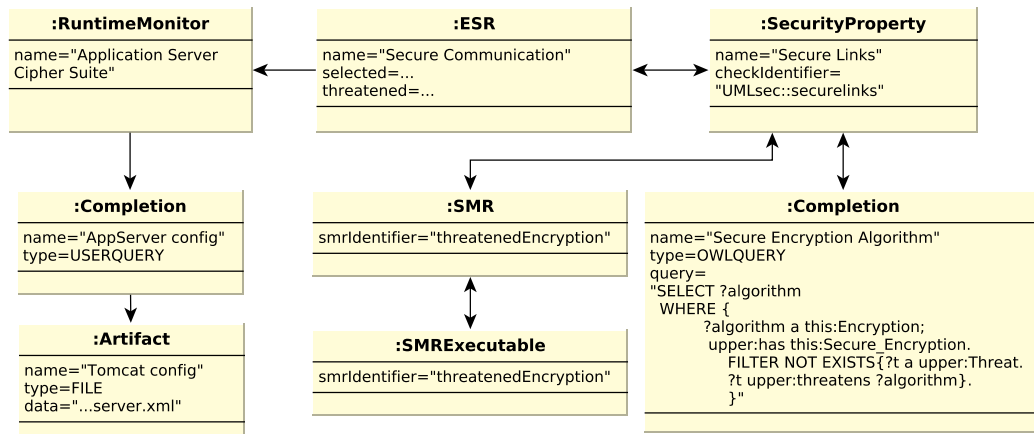 :RuntimeMonitor
name="Application Server
Cipher Suite"
:ESR
name="Secure Communication"
selected=...
threatened=...
:SecurityProperty
name="Secure Links"
checkIdentifier=
"UMLsec::securelinks"
:Completion
name="AppServer config"
type=USERQUERY
:SMR
smrIdentifier="threatenedEncryption"
:Completion
name="Secure Encryption Algorithm"
type=OWLQUERY
query=
"SELECT ?algorithm
WHERE {
?algorithm a this:Encryption;
upper:has this:Secure_Encryption.
FILTER NOT EXISTS{?t a upper:Threat.
?t upper:threatens ?algorithm}.
}"
:Artifact
name="Tomcat config"
type=FILE
data="...server.xml"
:SMRExecutable
smrIdentifier="threatenedEncryption"